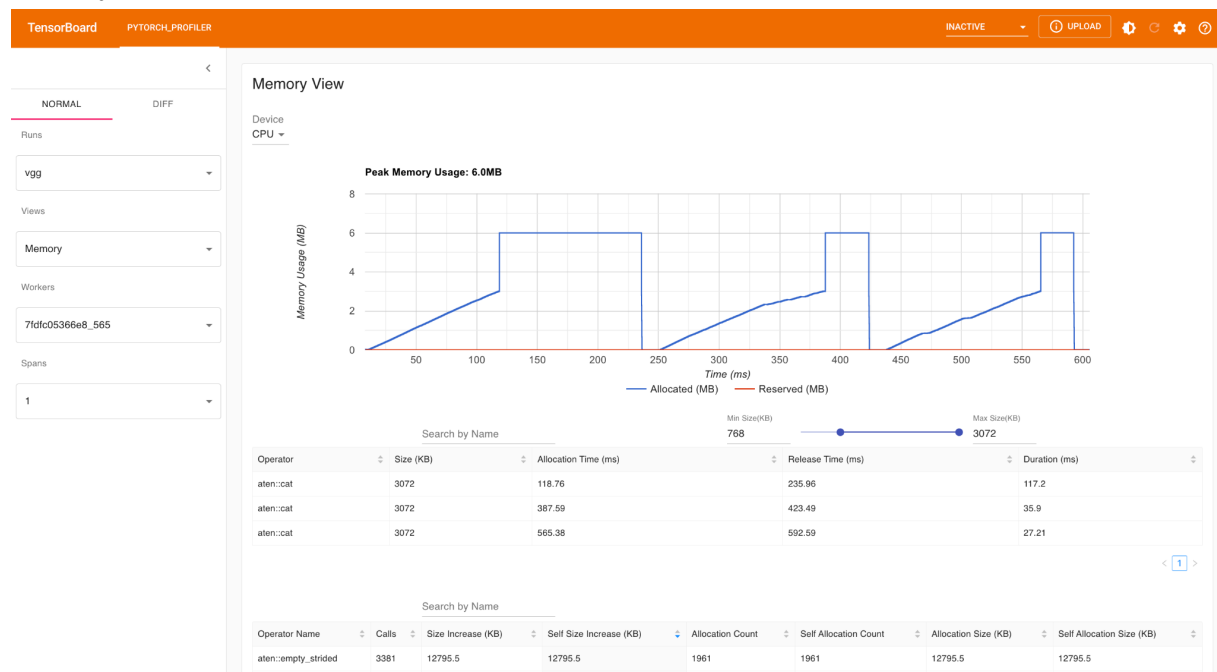 TensorBoard PYTORCH_PROFILER INACTIVE UPLOAD
NORMAL DIFF
Runs
vgg
Views
Memory
Workers
7fdfc05366e8_565
Spans
1
Memory View
Device
CPU
Peak Memory Usage: 6.0MB
Memory Usage (MB)
8
6
4
2
0
50 100 150 200 250 300 350 400 450 500 550 600
Time (ms)
Allocated (MB) Reserved (MB)
Min Size(KB) Max Size(KB)
Search by Name 768 3072
Operator Size (KB) Allocation Time (ms) Release Time (ms) Duration (ms)
aten::cat 3072 118.76 235.96 117.2
aten::cat 3072 387.59 423.49 35.9
aten::cat 3072 565.38 592.59 27.21
< 1 >
Search by Name
Operator Name Calls Size Increase (KB) Self Size Increase (KB) Allocation Count Self Allocation Count Allocation Size (KB) Self Allocation Size (KB)
aten::empty_strided 3381 12795.5 12795.5 1961 1961 12795.5 12795.5